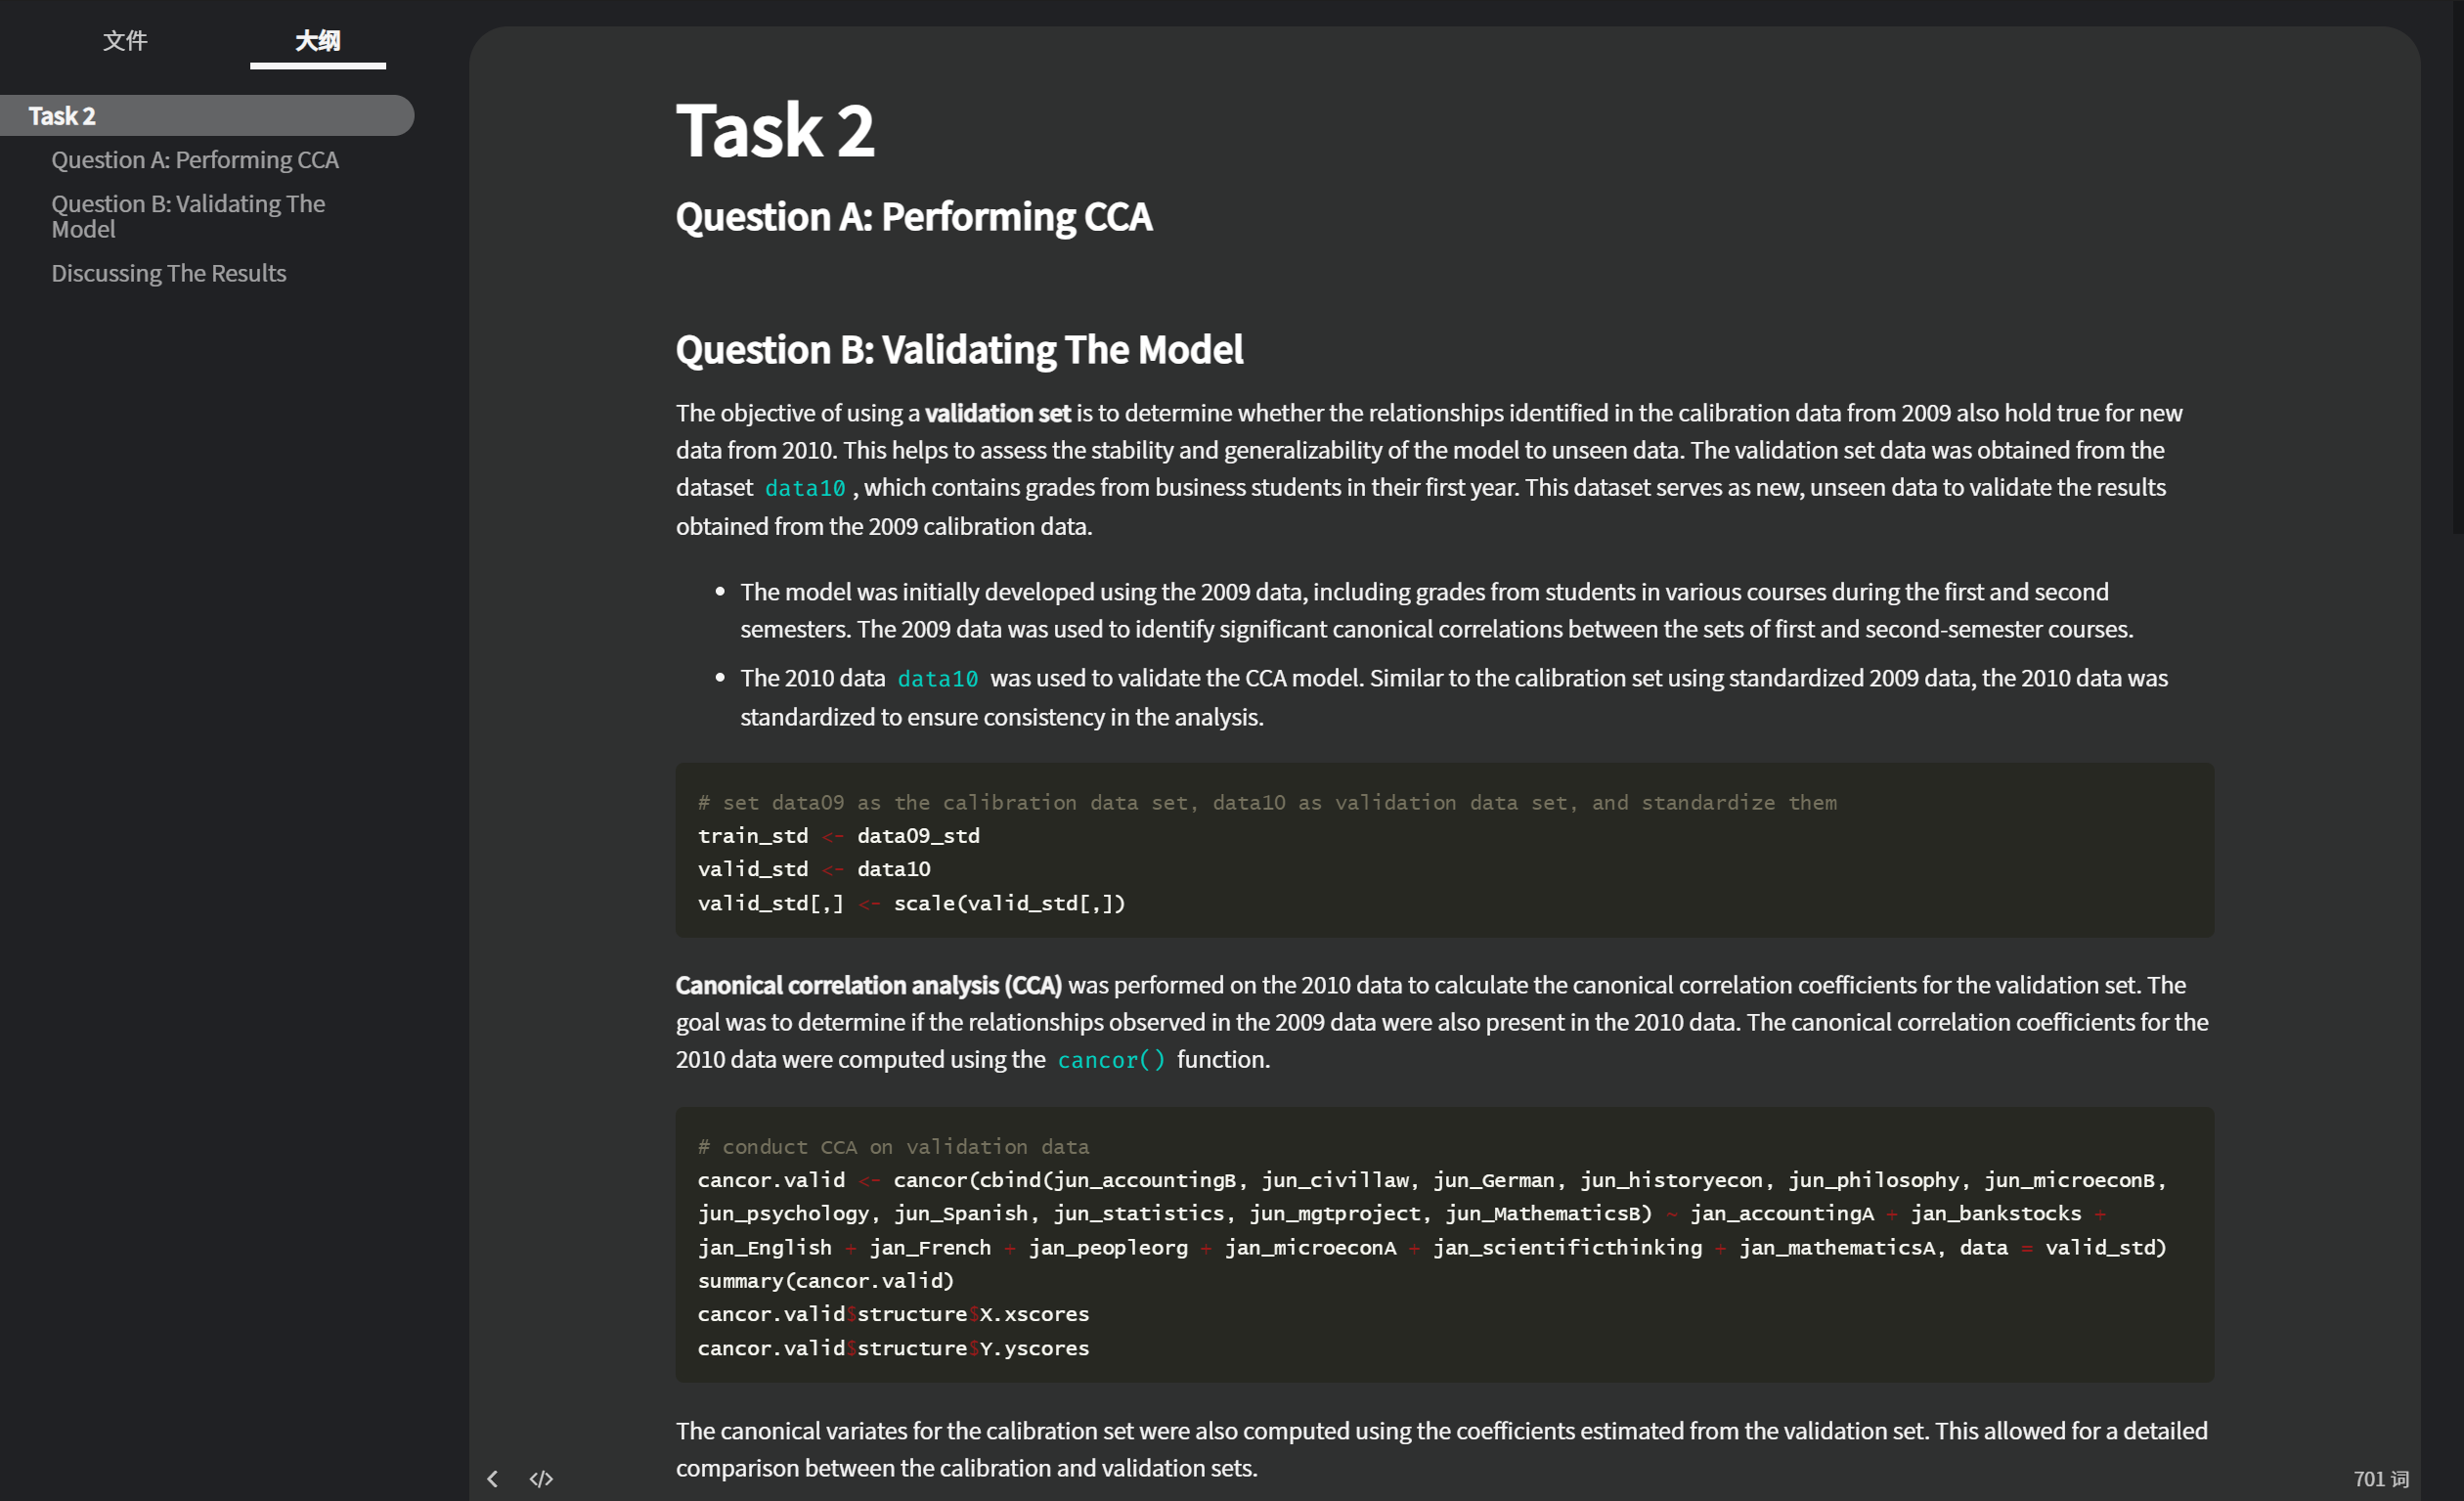 文件
大纲
Task 2
Question A: Performing CCA
Question B: Validating The
Model
Discussing The Results
Task 2
Question A: Performing CCA
Question B: Validating The Model
The objective of using a validation set is to determine whether the relationships identified in the calibration data from 2009 also hold true for new
data from 2010. This helps to assess the stability and generalizability of the model to unseen data. The validation set data was obtained from the
dataset data10 , which contains grades from business students in their first year. This dataset serves as new, unseen data to validate the results
obtained from the 2009 calibration data.
• The model was initially developed using the 2009 data, including grades from students in various courses during the first and second
semesters. The 2009 data was used to identify significant canonical correlations between the sets of first and second-semester courses.
• The 2010 data data10 was used to validate the CCA model. Similar to the calibration set using standardized 2009 data, the 2010 data was
standardized to ensure consistency in the analysis.
# set data09 as the calibration data set, data10 as validation data set, and standardize them
train_std <- data09_std
valid_std <- data10
valid_std[,] <- scale(valid_std[,])
Canonical correlation analysis (CCA) was performed on the 2010 data to calculate the canonical correlation coefficients for the validation set. The
goal was to determine if the relationships observed in the 2009 data were also present in the 2010 data. The canonical correlation coefficients for the
2010 data were computed using the cancor() function.
# conduct CCA on validation data
cancor.valid <- cancor(cbind(jun_accountingB, jun_civillaw, jun_German, jun_historyecon, jun_philosophy, jun_microeconB,
jun_psychology, jun_Spanish, jun_statistics, jun_mgtproject, jun_MathematicsB) ~ jan_accountingA + jan_bankstocks +
jan_English + jan_French + jan_peopleorg + jan_microeconA + jan_scientificthinking + jan_mathematicsA, data = valid_std)
summary(cancor.valid)
cancor.valid$structure$X.xscores
cancor.valid$structure$Y.yscores
The canonical variates for the calibration set were also computed using the coefficients estimated from the validation set. This allowed for a detailed
comparison between the calibration and validation sets.
701 词